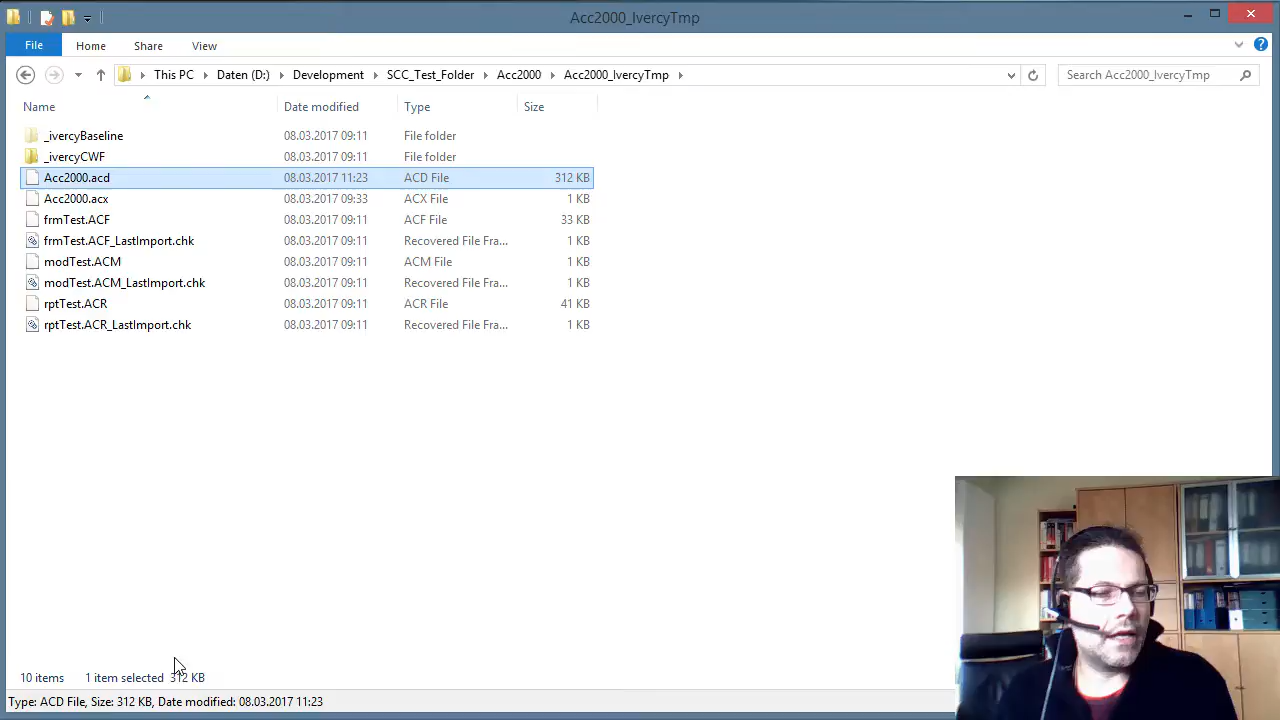 Acc2000_IvercyTmp
File Home Share View
This PC Daten (D:) Development SCC_Test_Folder Acc2000 Acc2000_IvercyTmp Search Acc2000_IvercyTmp
Name Date modified Type Size
_ivercyBaseline 08.03.2017 09:11 File folder
_ivercyCWF 08.03.2017 09:11 File folder
Acc2000.acd 08.03.2017 11:23 ACD File 312 KB
Acc2000.acx 08.03.2017 09:33 ACX File 1 KB
frmTest.ACF 08.03.2017 09:11 ACF File 33 KB
frmTest.ACF_LastImport.chk 08.03.2017 09:11 Recovered File Fra... 1 KB
modTest.ACM 08.03.2017 09:11 ACM File 1 KB
modTest.ACM_LastImport.chk 08.03.2017 09:11 Recovered File Fra... 1 KB
rptTest.ACR 08.03.2017 09:11 ACR File 41 KB
rptTest.ACR_LastImport.chk 08.03.2017 09:11 Recovered File Fra... 1 KB
10 items 1 item selected 312 KB
Type: ACD File, Size: 312 KB, Date modified: 08.03.2017 11:23